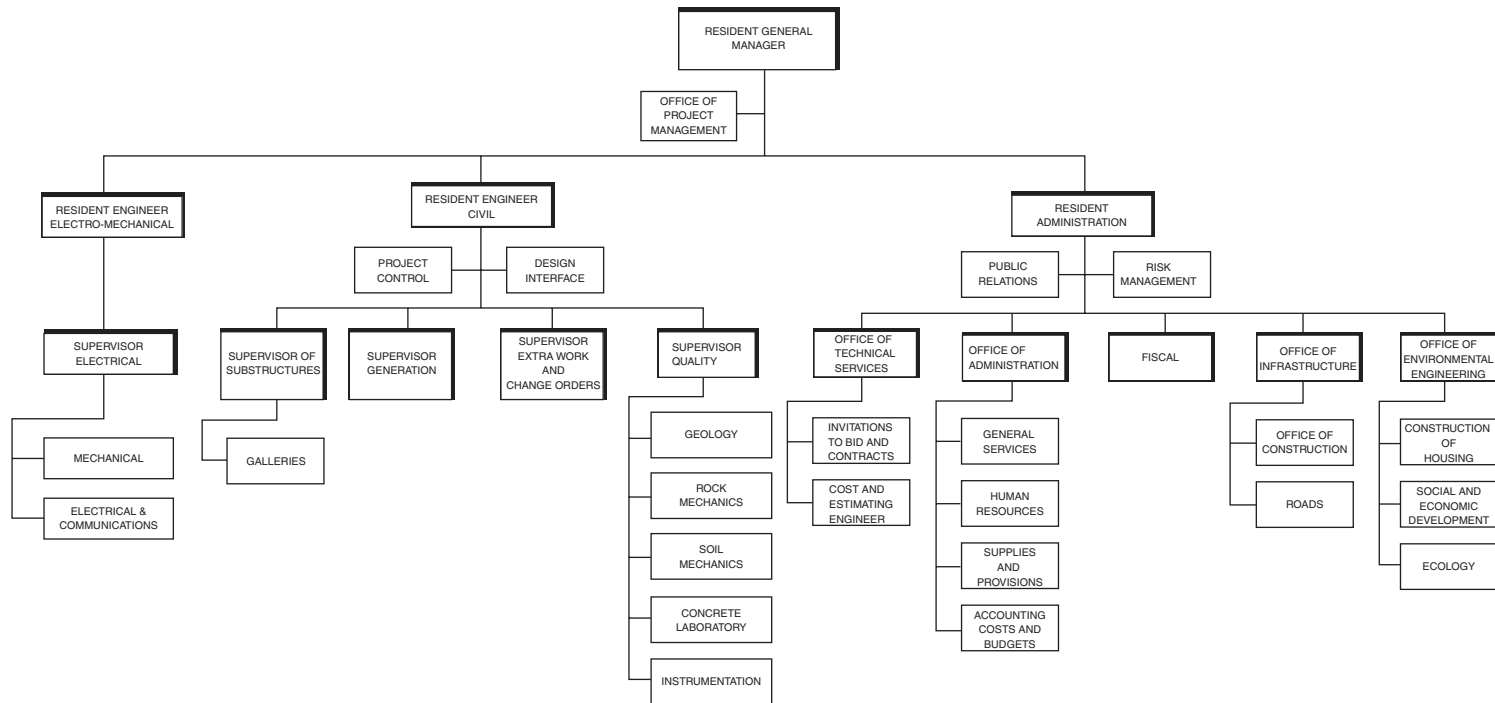 RESIDENT GENERAL
MANAGER
OFFICE OF
PROJECT
MANAGEMENT
RESIDENT ENGINEER
ELECTRO-MECHANICAL
RESIDENT ENGINEER
CIVIL
RESIDENT
ADMINISTRATION
PROJECT
CONTROL
DESIGN
INTERFACE
PUBLIC
RELATIONS
RISK
MANAGEMENT
SUPERVISOR
ELECTRICAL
SUPERVISOR OF
SUBSTRUCTURES
SUPERVISOR
GENERATION
SUPERVISOR
EXTRA WORK
AND
CHANGE ORDERS
SUPERVISOR
QUALITY
OFFICE OF
TECHNICAL
SERVICES
OFFICE OF
ADMINISTRATION
FISCAL
OFFICE OF
INFRASTRUCTURE
OFFICE OF
ENVIRONMENTAL
ENGINEERING
MECHANICAL
ELECTRICAL &
COMMUNICATIONS
GALLERIES
GEOLOGY
ROCK
MECHANICS
SOIL
MECHANICS
CONCRETE
LABORATORY
INSTRUMENTATION
INVITATIONS
TO BID AND
CONTRACTS
COST AND
ESTIMATING
ENGINEER
GENERAL
SERVICES
HUMAN
RESOURCES
SUPPLIES
AND
PROVISIONS
ACCOUNTING
COSTS AND
BUDGETS
OFFICE OF
CONSTRUCTION
ROADS
CONSTRUCTION
OF
HOUSING
SOCIAL AND
ECONOMIC
DEVELOPMENT
ECOLOGY